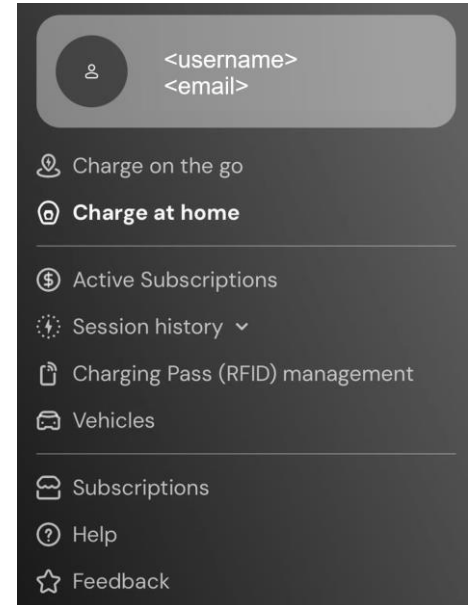 <username>
<email>
Charge on the go
Charge at home
Active Subscriptions
Session history
Charging Pass (RFID) management
Vehicles
Subscriptions
Help
Feedback